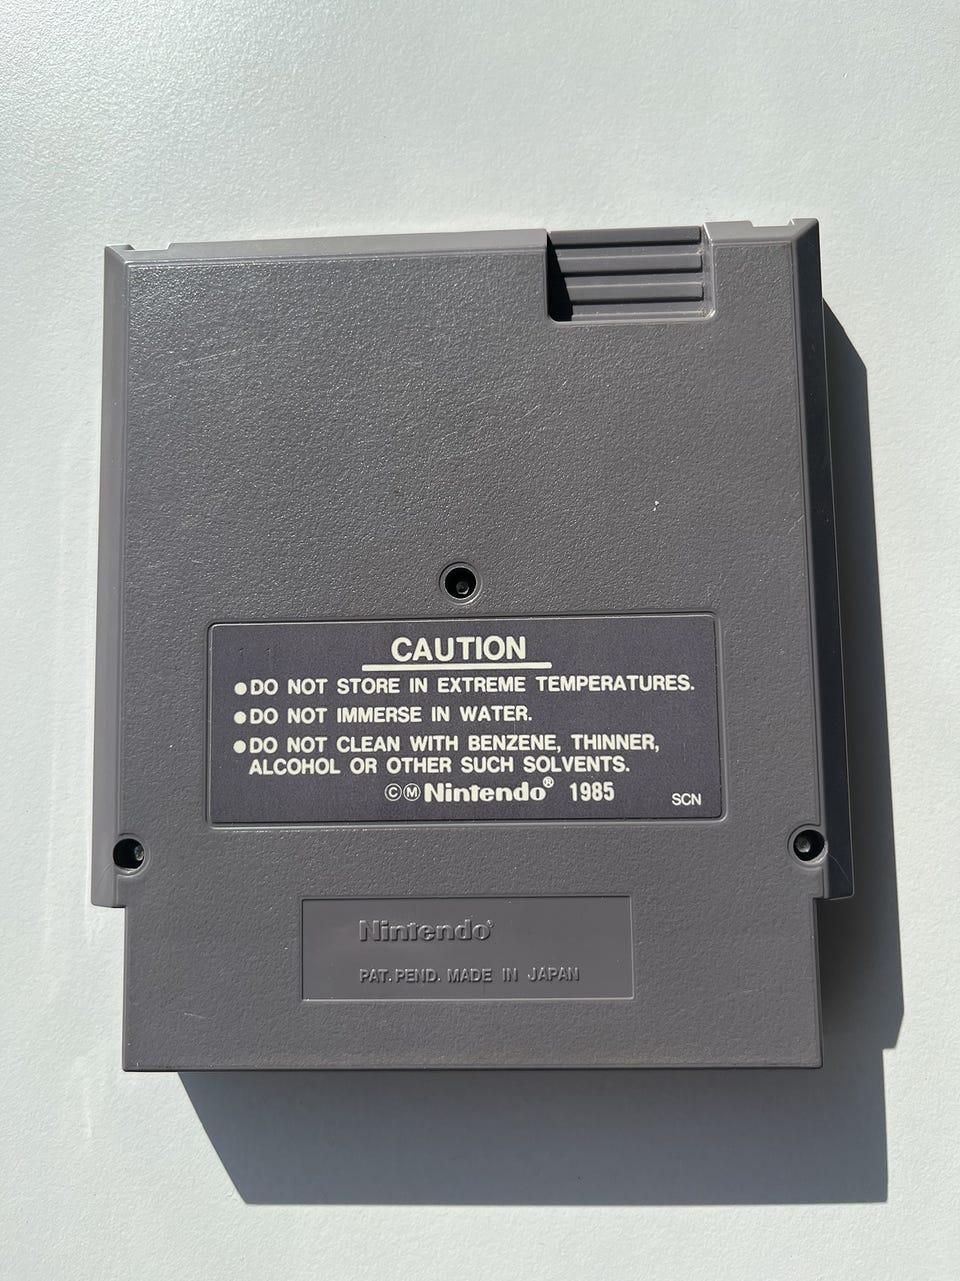 CAUTION
●DO NOT STORE IN EXTREME TEMPERATURES.
●DO NOT IMMERSE IN WATER.
●DO NOT CLEAN WITH BENZENE, THINNER,
ALCOHOL OR OTHER SUCH SOLVENTS.
©Ⓜ Nintendo® 1985 SCN
Nintendo®
PAT. PEND. MADE IN JAPAN